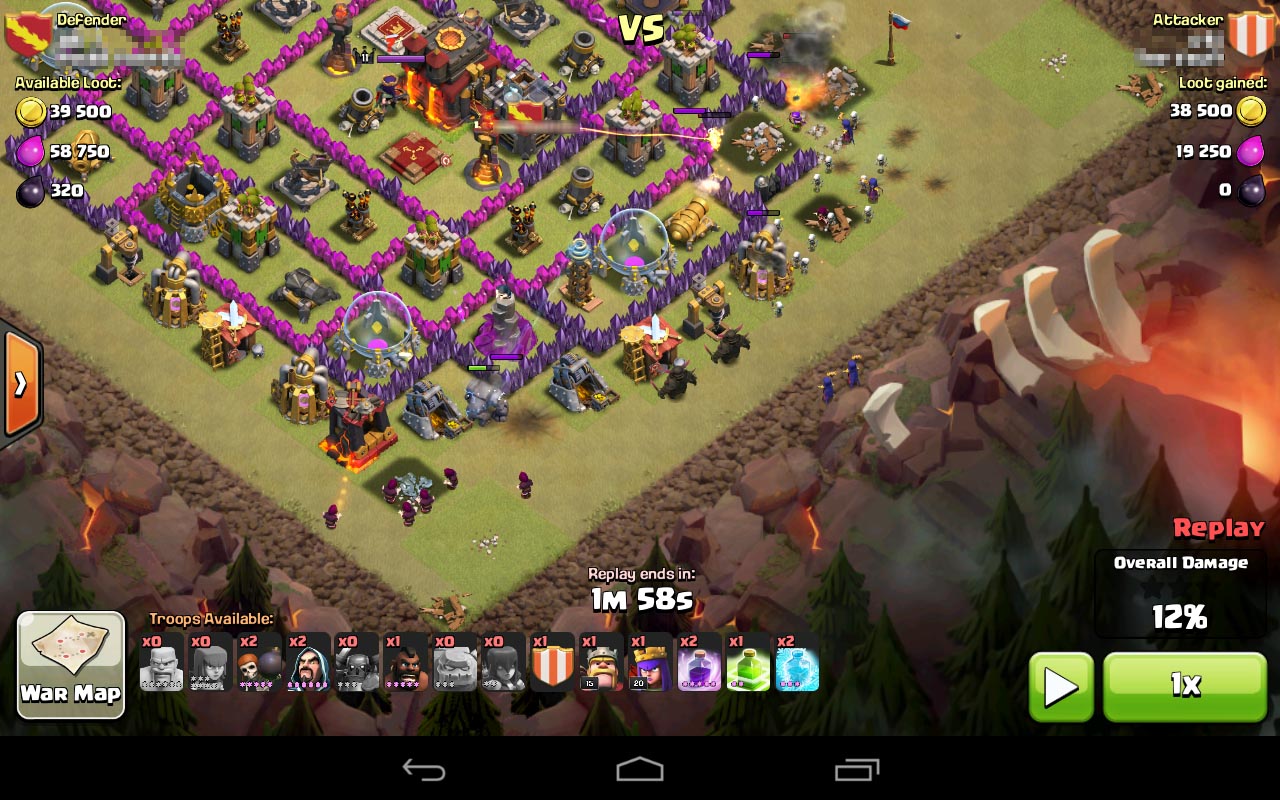 Defender
VS
Attacker
Available Loot:
39 500
58 750
320
Loot gained:
38 500
19 250
0
Replay
Overall Damage
12%
Replay ends in:
1m 58s
Troops Available:
x0 x0 x2 x2 x0 x1 x0 x0 x1 x1 x1 x2 x1 x2
15 20
War Map
1x